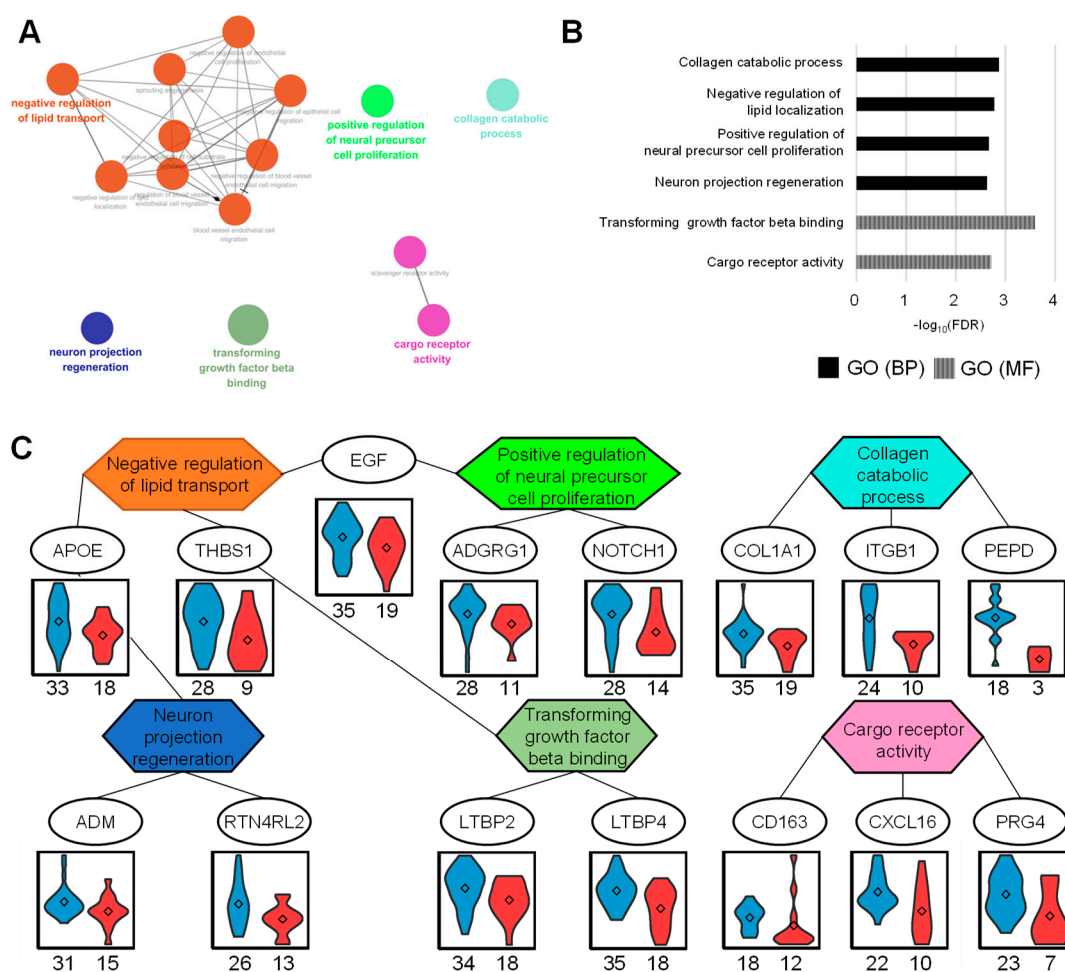 A
negative regulation of endothelial
cell proliferation
negative regulation
of lipid transport
sprouting angiogenesis
negative regulation of epithelial cell
migration
positive regulation
of neural precursor
cell proliferation
collagen catabolic
process
negative regulation of cell-substrate
negative regulation of blood vessel
endothelial cell migration
negative regulation of lipid
localization
regulation of blood vessel
endothelial cell migration
blood vessel endothelial cell
migration
scavenger receptor activity
neuron projection
regeneration
transforming
growth factor beta
binding
cargo receptor
activity
B
Collagen catabolic process
Negative regulation of
lipid localization
Positive regulation of
neural precursor cell proliferation
Neuron projection regeneration
Transforming growth factor beta binding
Cargo receptor activity
0 1 2 3 4
-log10(FDR)
GO (BP) GO (MF)
C
Negative regulation
of lipid transport
EGF
Positive regulation
of neural precursor
cell proliferation
Collagen
catabolic
process
APOE THBS1 ADGRG1 NOTCH1 COL1A1 ITGB1 PEPD
35 19
33 18 28 9 28 11 28 14 35 19 24 10 18 3
Neuron
projection
regeneration
Transforming
growth factor
beta binding
Cargo receptor
activity
ADM RTN4RL2 LTBP2 LTBP4 CD163 CXCL16 PRG4
31 15 26 13 34 18 35 18 18 12 22 10 23 7